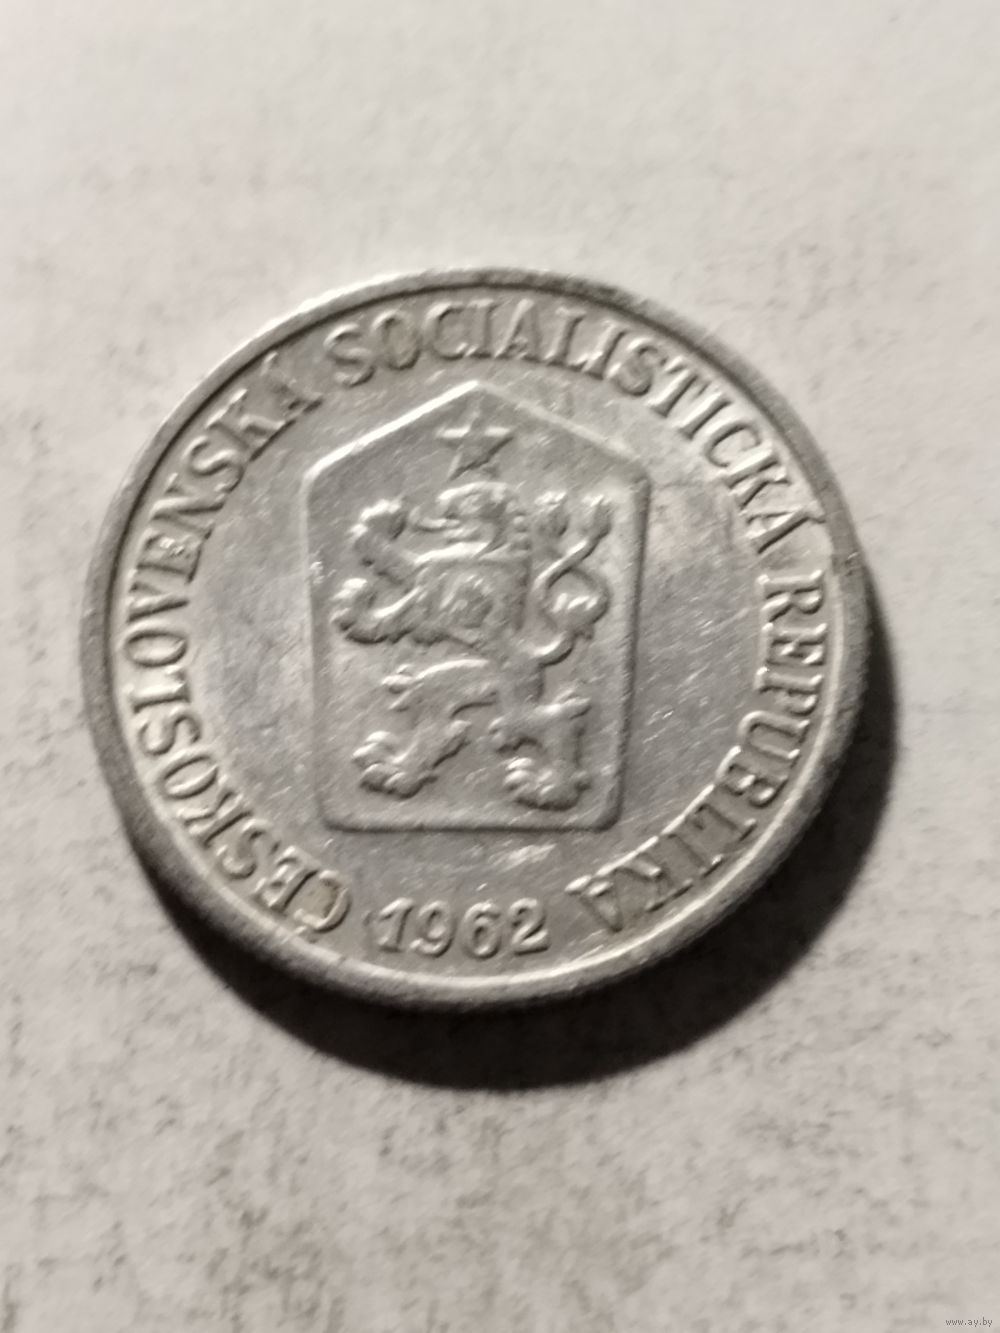 ČESKOSLOVENSKÁ SOCIALISTICKÁ REPUBLIKA
· 1962
www.ay.by